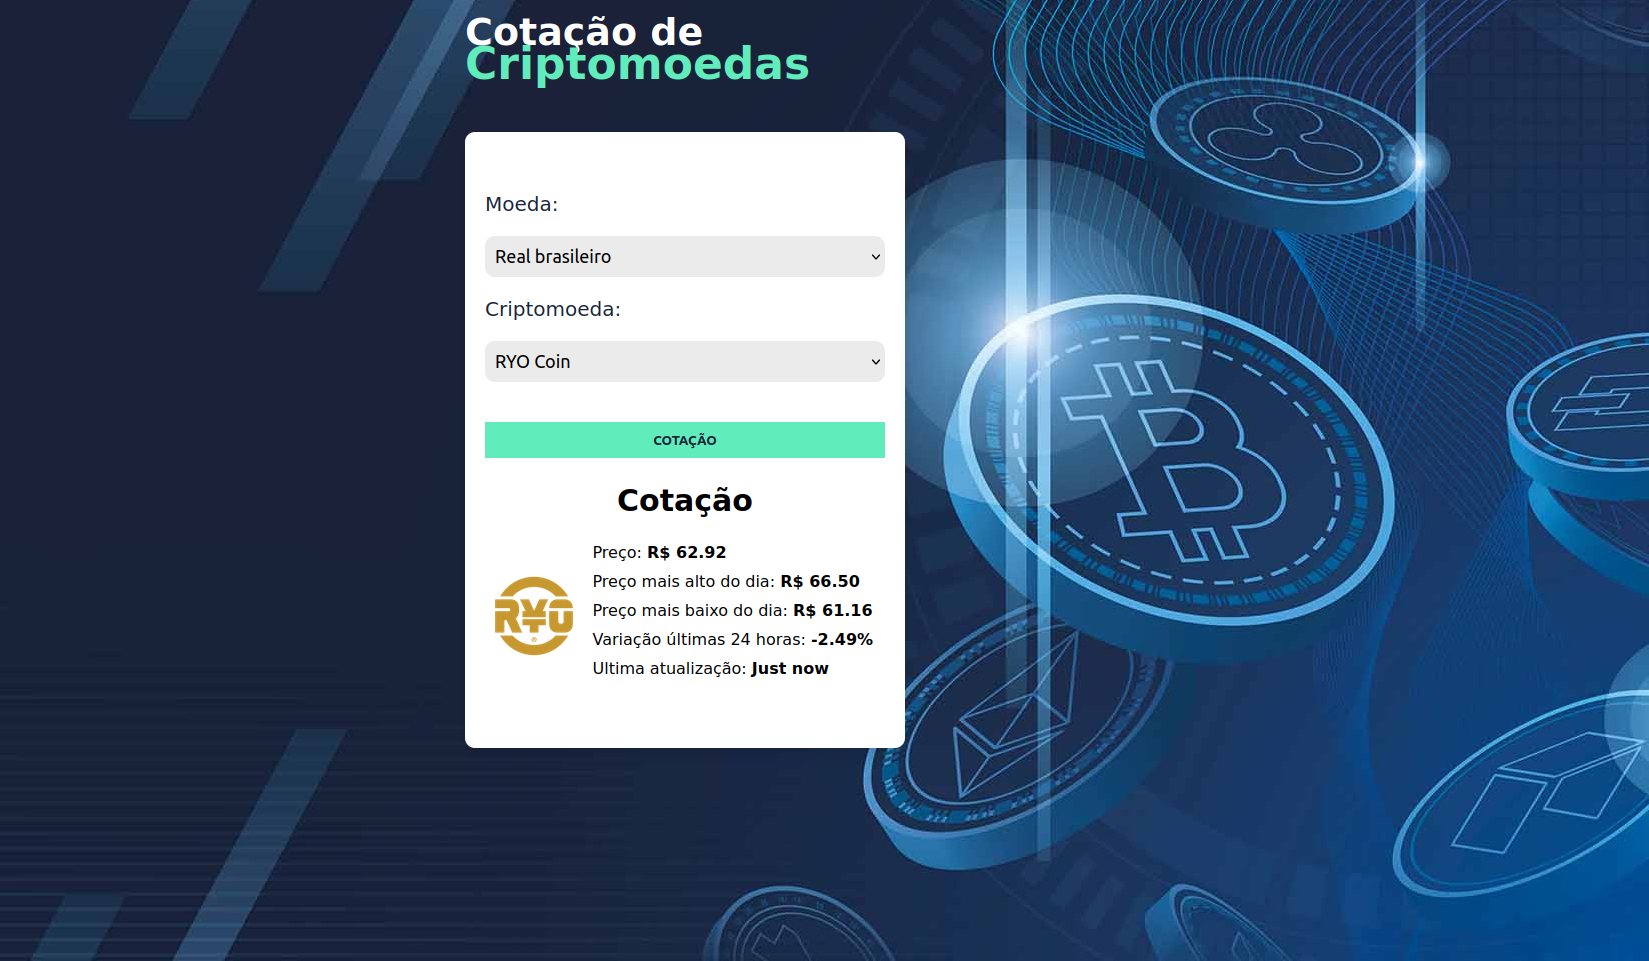 Cotação de
Criptomoedas
Moeda:
Real brasileiro
Criptomoeda:
RYO Coin
COTAÇÃO
Cotação
Preço: R$ 62.92
Preço mais alto do dia: R$ 66.50
Preço mais baixo do dia: R$ 61.16
Variação últimas 24 horas: -2.49%
Ultima atualização: Just now
R¥O